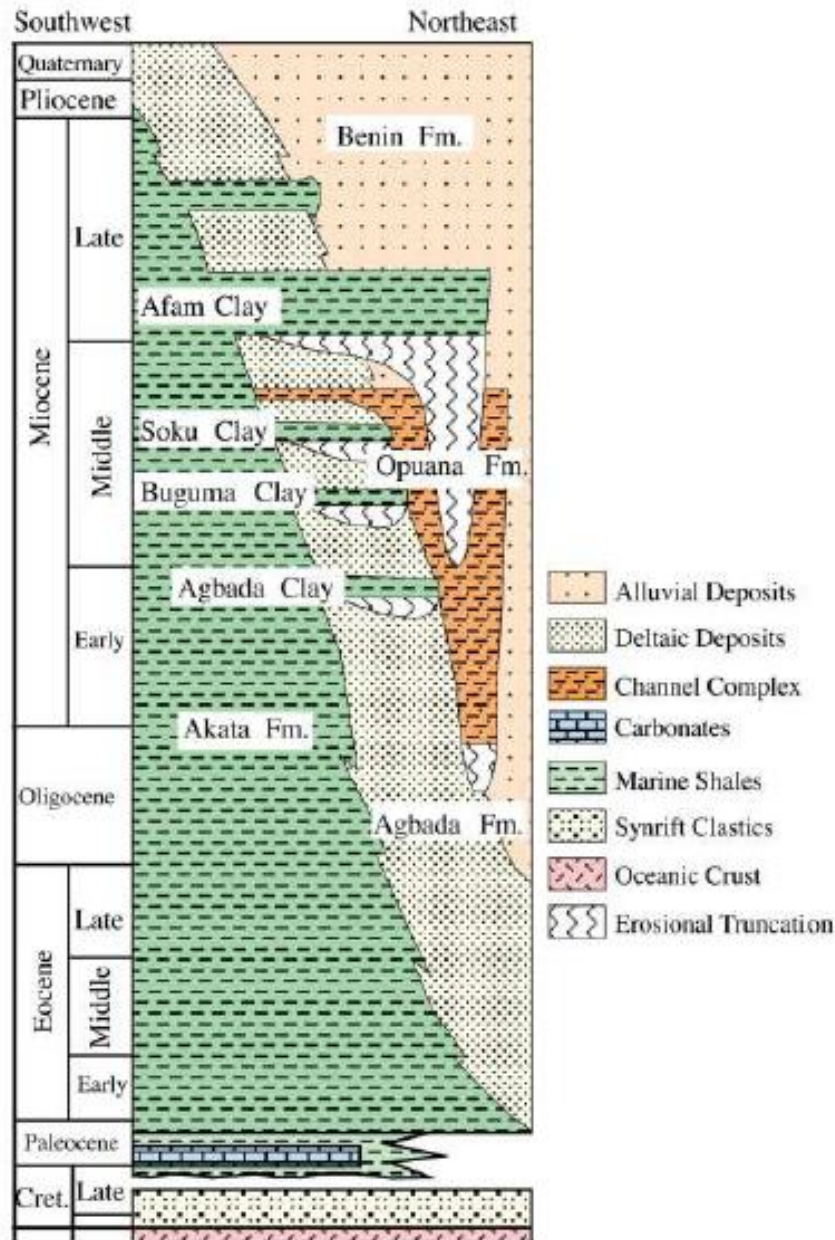 Southwest Northeast
Quaternary
Pliocene
Benin Fm.
Late
Afam Clay
Miocene
Soku Clay
Middle
Opuana Fm.
Buguma Clay
Agbada Clay
Early
Akata Fm.
Oligocene
Agbada Fm.
Late
Eocene
Middle
Early
Paleocene
Cret. Late
Alluvial Deposits
Deltaic Deposits
Channel Complex
Carbonates
Marine Shales
Synrift Clastics
Oceanic Crust
Erosional Truncation